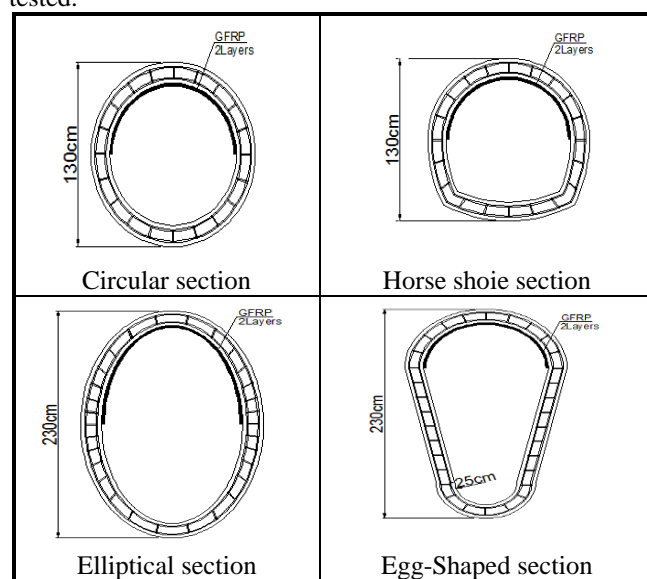 tested.
GFRP
2Layers
130cm
Circular section
GFRP
2Layers
130cm
Horse shoie section
GFRP
2Layers
230cm
Elliptical section
GFRP
2Layers
230cm
25cm
Egg-Shaped section